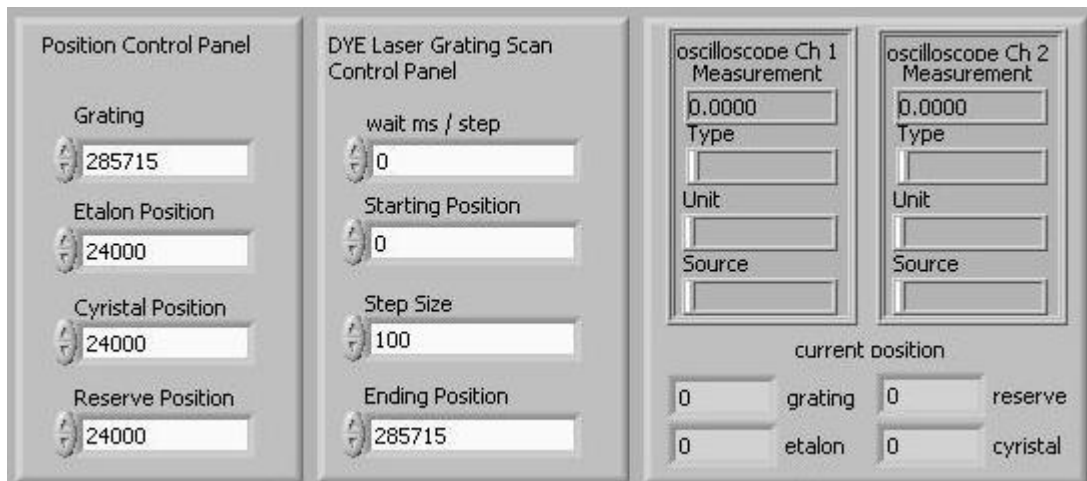 Position Control Panel
Grating
285715
Etalon Position
24000
Cyristal Position
24000
Reserve Position
24000
DYE Laser Grating Scan
Control Panel
wait ms / step
0
Starting Position
0
Step Size
100
Ending Position
285715
oscilloscope Ch 1
Measurement
0.0000
Type
Unit
Source
oscilloscope Ch 2
Measurement
0.0000
Type
Unit
Source
current position
0 grating 0 reserve
0 etalon 0 cyristal